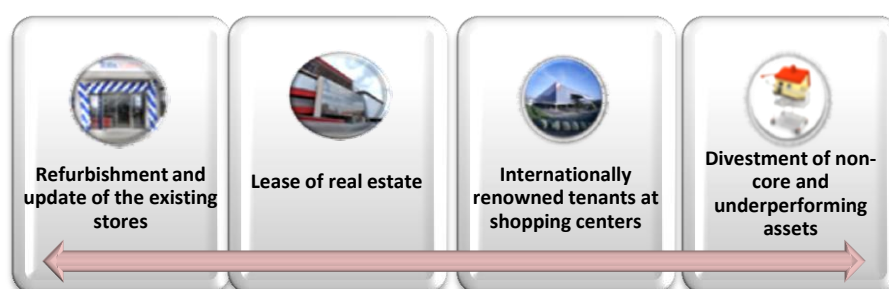 Refurbishment and
update of the existing
stores
Lease of real estate
Internationally
renowned tenants at
shopping centers
Divestment of non-
core and
underperforming
assets